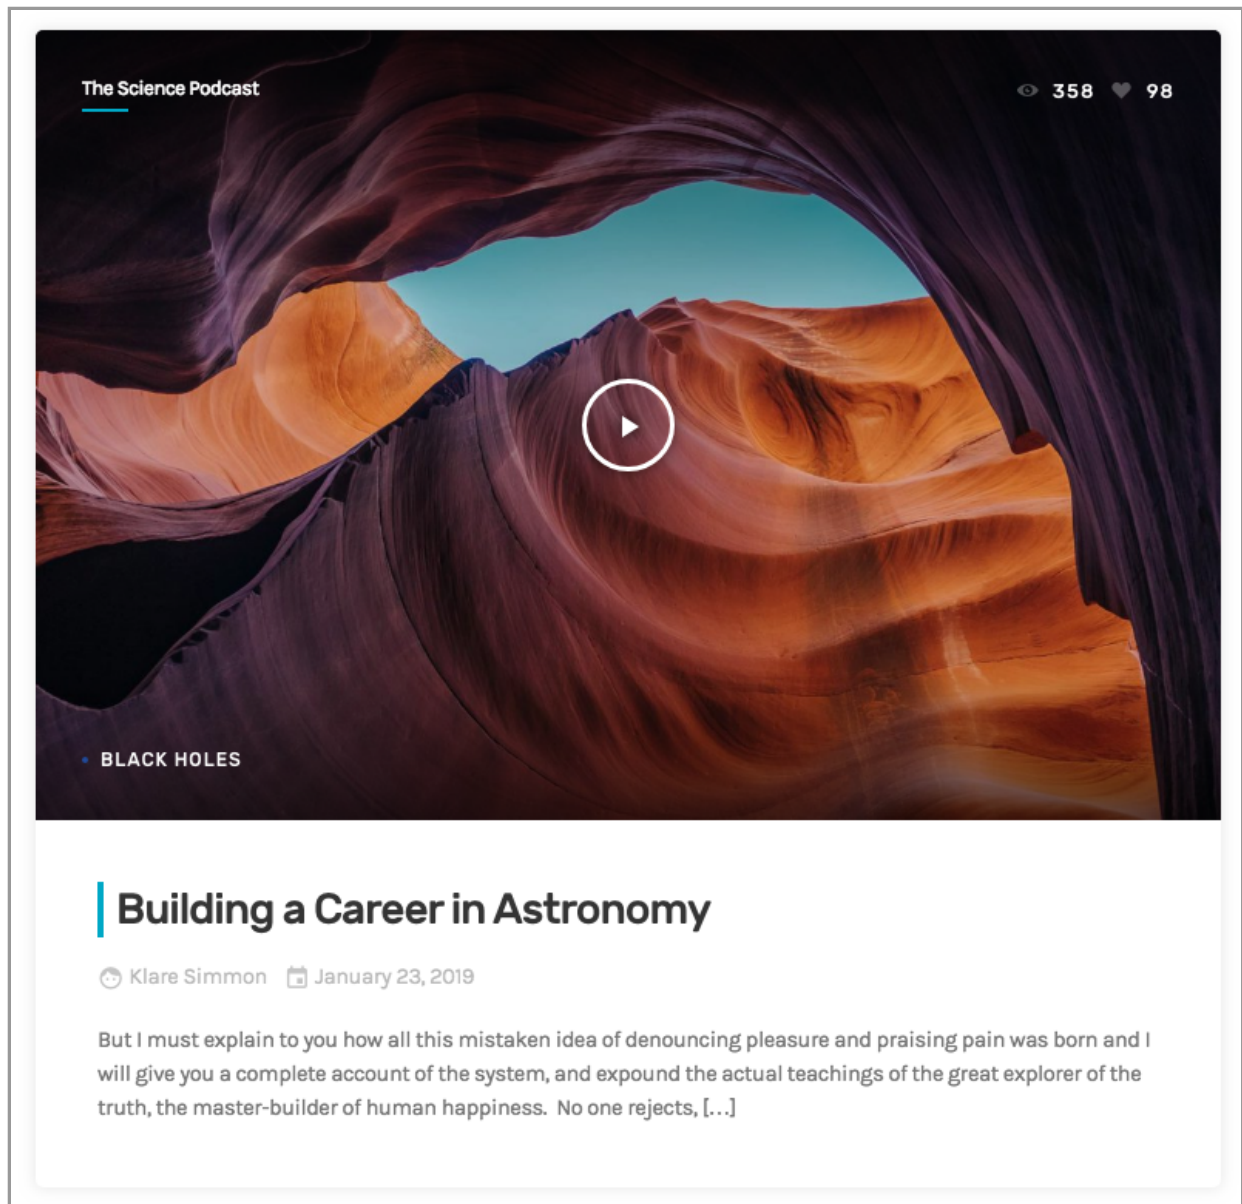 The Science Podcast
358 98
BLACK HOLES
Building a Career in Astronomy
Klare Simmon January 23, 2019
But I must explain to you how all this mistaken idea of denouncing pleasure and praising pain was born and I
will give you a complete account of the system, and expound the actual teachings of the great explorer of the
truth, the master-builder of human happiness. No one rejects, […]